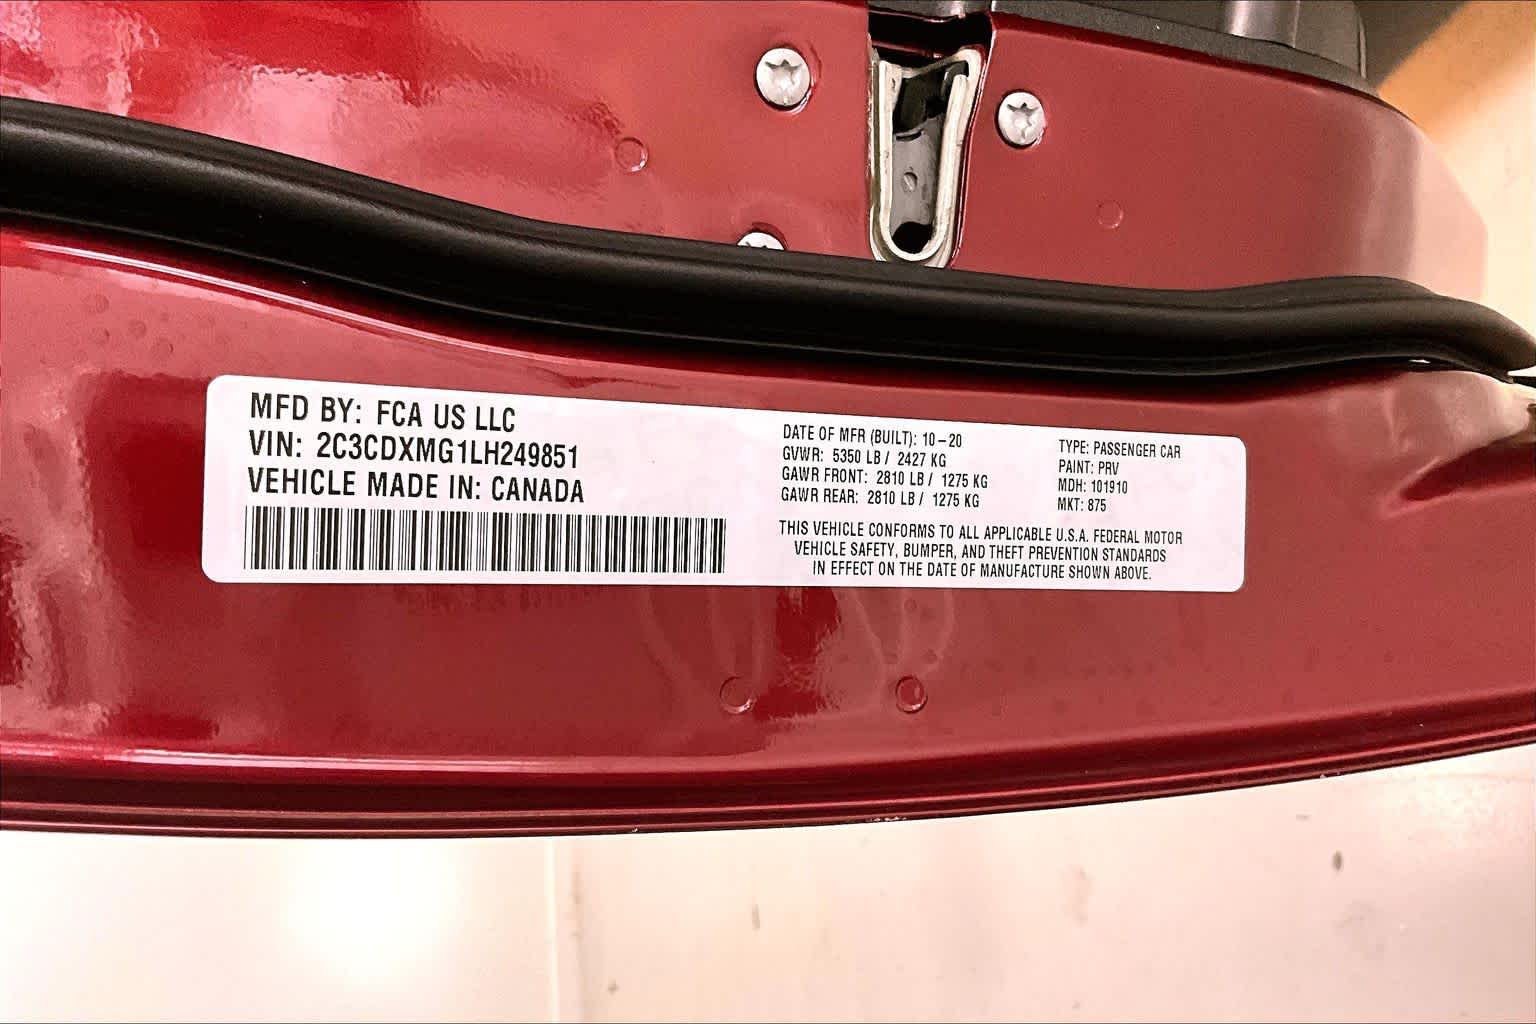 MFD BY: FCA US LLC
VIN: 2C3CDXMG1LH249851
VEHICLE MADE IN: CANADA
DATE OF MFR (BUILT): 10-20
GVWR: 5350 LB / 2427 KG
GAWR FRONT: 2810 LB / 1275 KG
GAWR REAR: 2810 LB / 1275 KG
TYPE: PASSENGER CAR
PAINT: PRV
MDH: 101910
MKT: 875
THIS VEHICLE CONFORMS TO ALL APPLICABLE U.S.A. FEDERAL MOTOR
VEHICLE SAFETY, BUMPER, AND THEFT PREVENTION STANDARDS
IN EFFECT ON THE DATE OF MANUFACTURE SHOWN ABOVE.